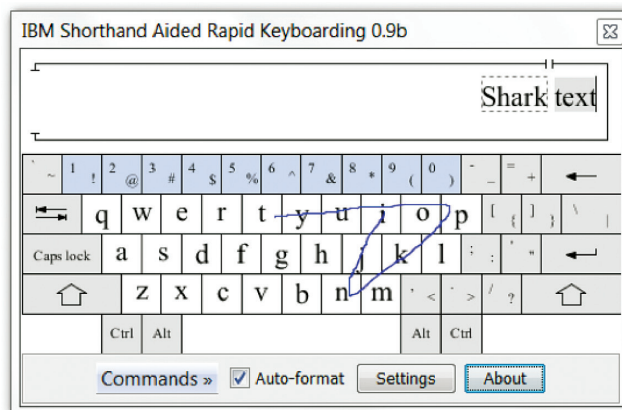 IBM Shorthand Aided Rapid Keyboarding 0.9b
Shark text
` ~ 1 ! 2 @ 3 # 4 $ 5 % 6 ^ 7 & 8 * 9 ( 0 ) - _ = +
q w e r t y u i o p [ { ] } \ |
Caps lock a s d f g h j k l ; : ' "
z x c v b n m , < . > / ?
Ctrl Alt Alt Ctrl
Commands » Auto-format Settings About